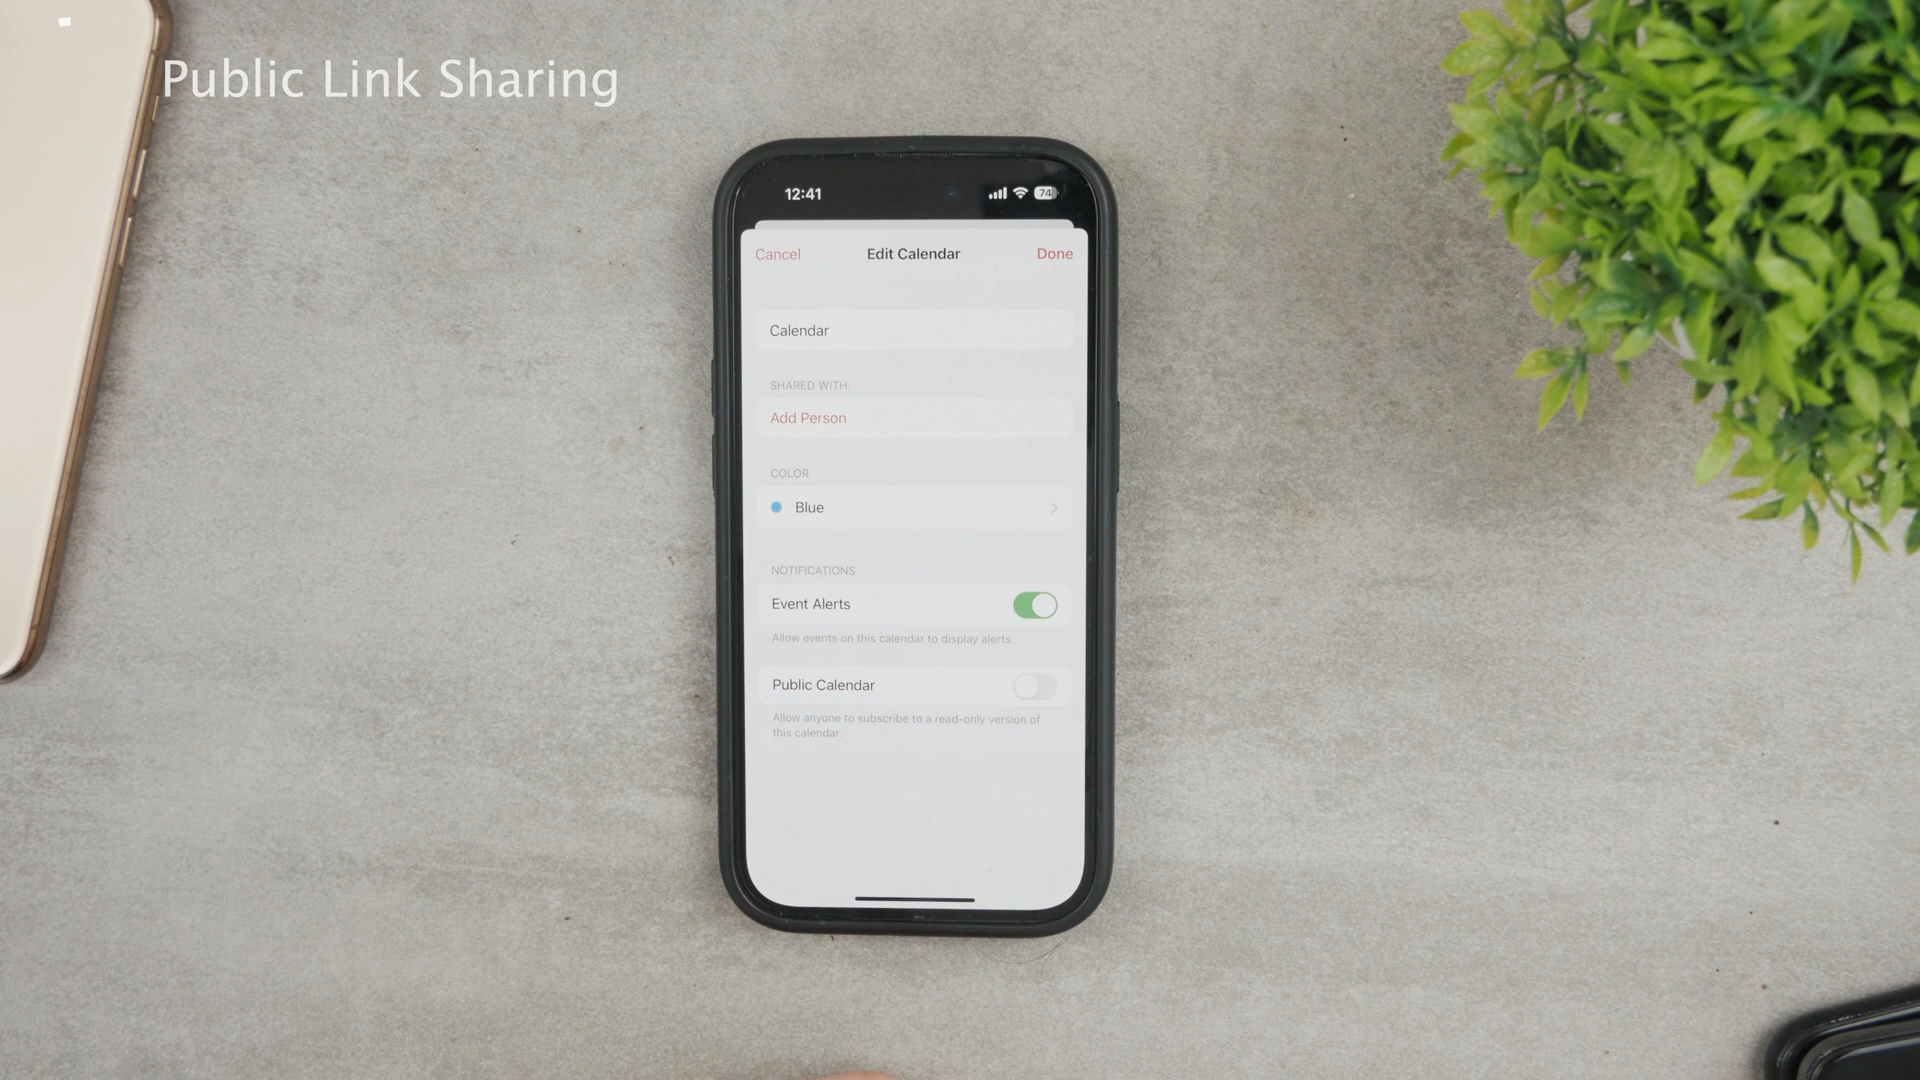 Public Link Sharing
12:41
74
Cancel
Edit Calendar
Done
Calendar
SHARED WITH:
Add Person
COLOR
Blue
NOTIFICATIONS
Event Alerts
Allow events on this calendar to display alerts.
Public Calendar
Allow anyone to subscribe to a read-only version of
this calendar.